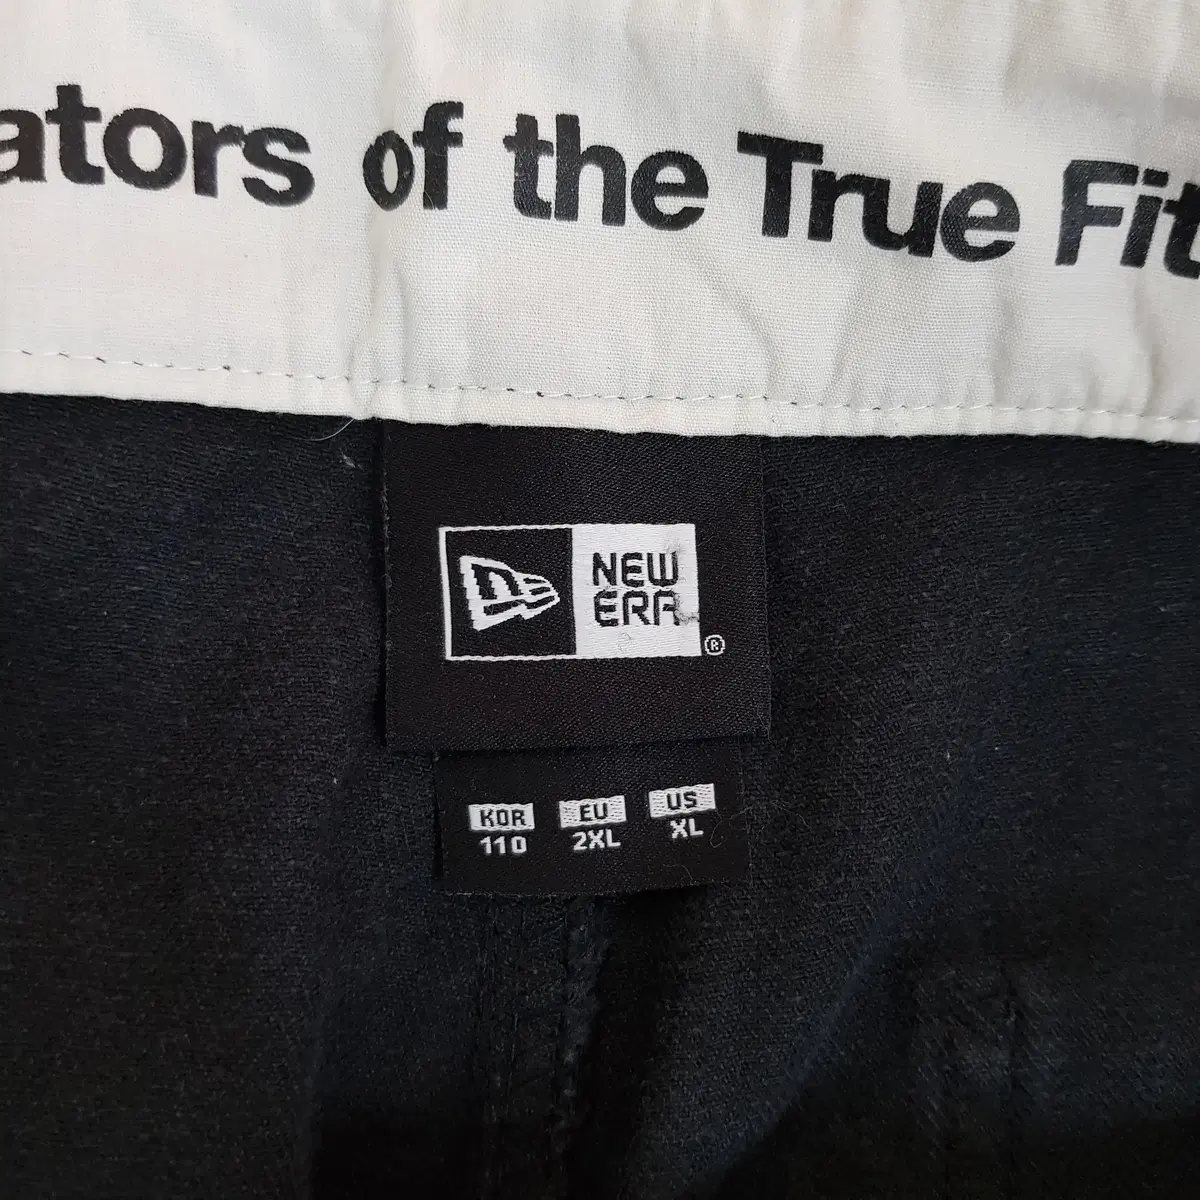 ators of the True Fit
NEW
ERA
®
KOR EU US
110 2XL XL